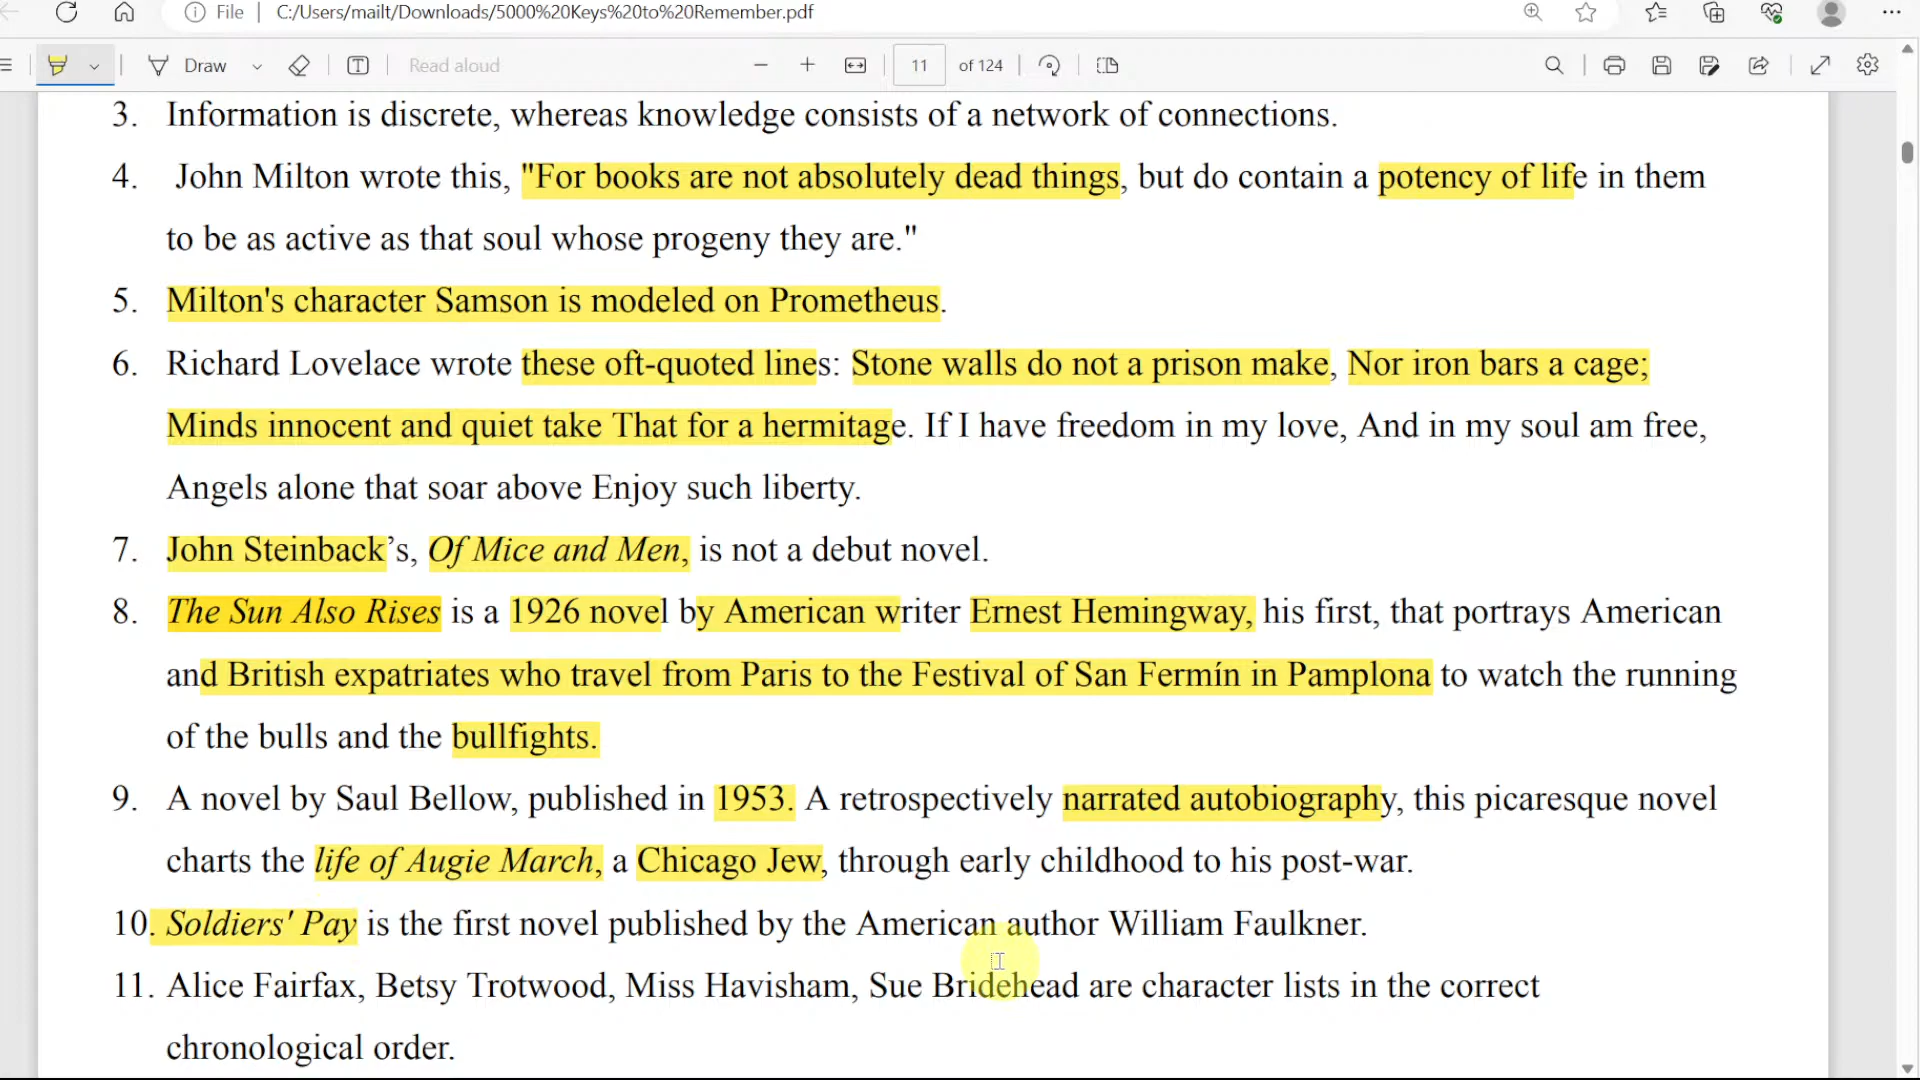 File | C:/Users/mailt/Downloads/5000%20Keys%20to%20Remember.pdf
Draw Read aloud 11 of 124
3. Information is discrete, whereas knowledge consists of a network of connections.
4. John Milton wrote this, "For books are not absolutely dead things, but do contain a potency of life in them
to be as active as that soul whose progeny they are."
5. Milton's character Samson is modeled on Prometheus.
6. Richard Lovelace wrote these oft-quoted lines: Stone walls do not a prison make, Nor iron bars a cage;
Minds innocent and quiet take That for a hermitage. If I have freedom in my love, And in my soul am free,
Angels alone that soar above Enjoy such liberty.
7. John Steinback’s, Of Mice and Men, is not a debut novel.
8. The Sun Also Rises is a 1926 novel by American writer Ernest Hemingway, his first, that portrays American
and British expatriates who travel from Paris to the Festival of San Fermín in Pamplona to watch the running
of the bulls and the bullfights.
9. A novel by Saul Bellow, published in 1953. A retrospectively narrated autobiography, this picaresque novel
charts the life of Augie March, a Chicago Jew, through early childhood to his post-war.
10. Soldiers' Pay is the first novel published by the American author William Faulkner.
11. Alice Fairfax, Betsy Trotwood, Miss Havisham, Sue Bridehead are character lists in the correct
chronological order.